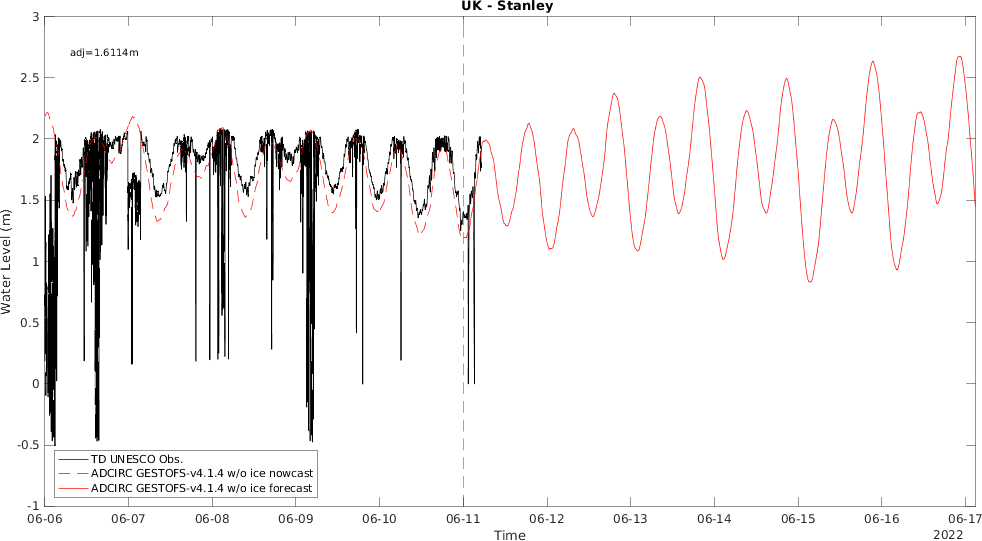 UK - Stanley
adj=1.6114m
3
2.5
2
1.5
1
0.5
0
-0.5
-1
Water Level (m)
TD UNESCO Obs.
ADCIRC GESTOFS-v4.1.4 w/o ice nowcast
ADCIRC GESTOFS-v4.1.4 w/o ice forecast
06-06 06-07 06-08 06-09 06-10 06-11 06-12 06-13 06-14 06-15 06-16 06-17
Time
2022